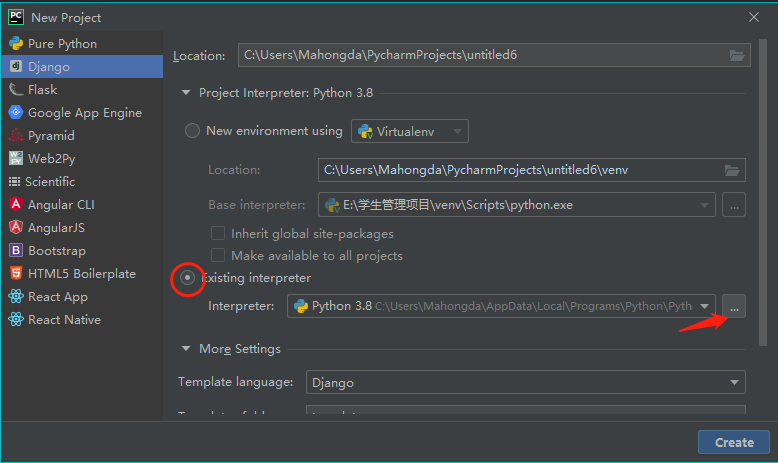 PC New Project
Pure Python
dj Django
Flask
Google App Engine
Pyramid
Web2Py
Scientific
Angular CLI
AngularJS
Bootstrap
HTML5 Boilerplate
React App
React Native
Location: C:\Users\Mahongda\PycharmProjects\untitled6
Project Interpreter: Python 3.8
New environment using Virtualenv
Location: C:\Users\Mahongda\PycharmProjects\untitled6\venv
Base interpreter: E:\学生管理项目\venv\Scripts\python.exe ...
Inherit global site-packages
Make available to all projects
Existing interpreter
Interpreter: Python 3.8 C:\Users\Mahongda\AppData\Local\Programs\Python\Pyth ...
More Settings
Template language: Django
Create